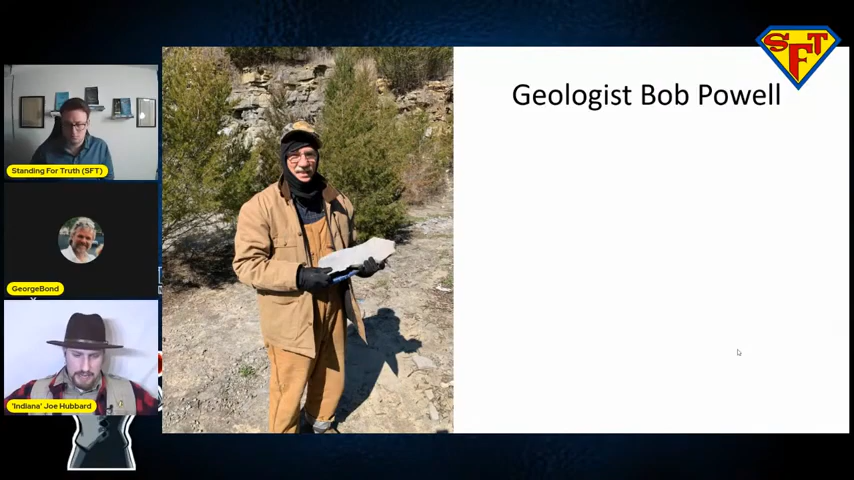 SFT
Geologist Bob Powell
Standing For Truth (SFT)
GeorgeBond
'Indiana' Joe Hubbard